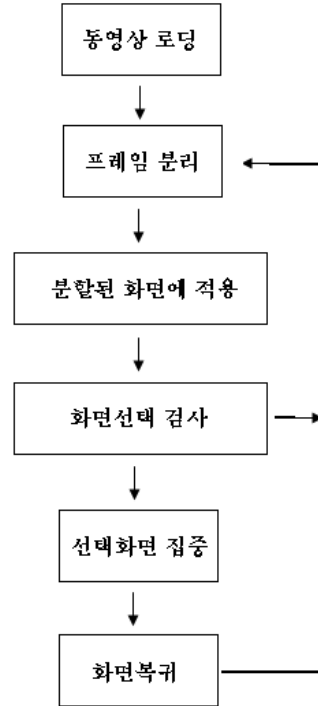 동영상 로딩
프레임 분리
분할된 화면에 적용
화면선택 검사
선택화면 집중
화면복귀